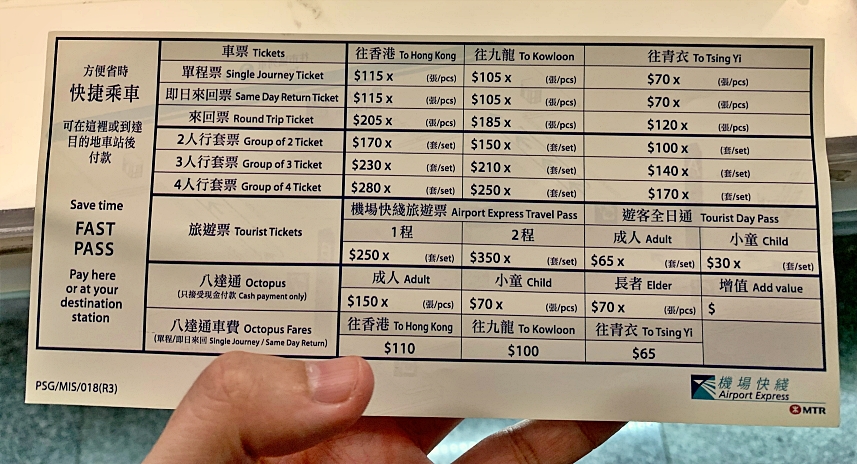 方便省時
快捷乘車
可在這裡或到達
目的地車站後
付款
Save time
FAST
PASS
Pay here
or at your
destination
station
車票 Tickets 往香港 To Hong Kong 往九龍 To Kowloon 往青衣 To Tsing Yi
單程票 Single Journey Ticket $115 x (張/pcs) $105 x (張/pcs) $70 x (張/pcs)
即日來回票 Same Day Return Ticket $115 x (張/pcs) $105 x (張/pcs) $70 x (張/pcs)
來回票 Round Trip Ticket $205 x (張/pcs) $185 x (張/pcs) $120 x (張/pcs)
2人行套票 Group of 2 Ticket $170 x (套/set) $150 x (套/set) $100 x (套/set)
3人行套票 Group of 3 Ticket $230 x (套/set) $210 x (套/set) $140 x (套/set)
4人行套票 Group of 4 Ticket $280 x (套/set) $250 x (套/set) $170 x (套/set)
旅遊票 Tourist Tickets 機場快綫旅遊票 Airport Express Travel Pass 遊客全日通 Tourist Day Pass
1程 2程 成人 Adult 小童 Child
$250 x (套/set) $350 x (套/set) $65 x (套/set) $30 x (套/set)
八達通 Octopus 成人 Adult 小童 Child 長者 Elder 增值 Add value
(只接受現金付款 Cash payment only) $150 x (張/pcs) $70 x (張/pcs) $70 x (張/pcs) $
八達通車費 Octopus Fares 往香港 To Hong Kong 往九龍 To Kowloon 往青衣 To Tsing Yi
(單程/即日來回 Single Journey / Same Day Return) $110 $100 $65
PSG/MIS/018(R3)
機場快綫
Airport Express
MTR